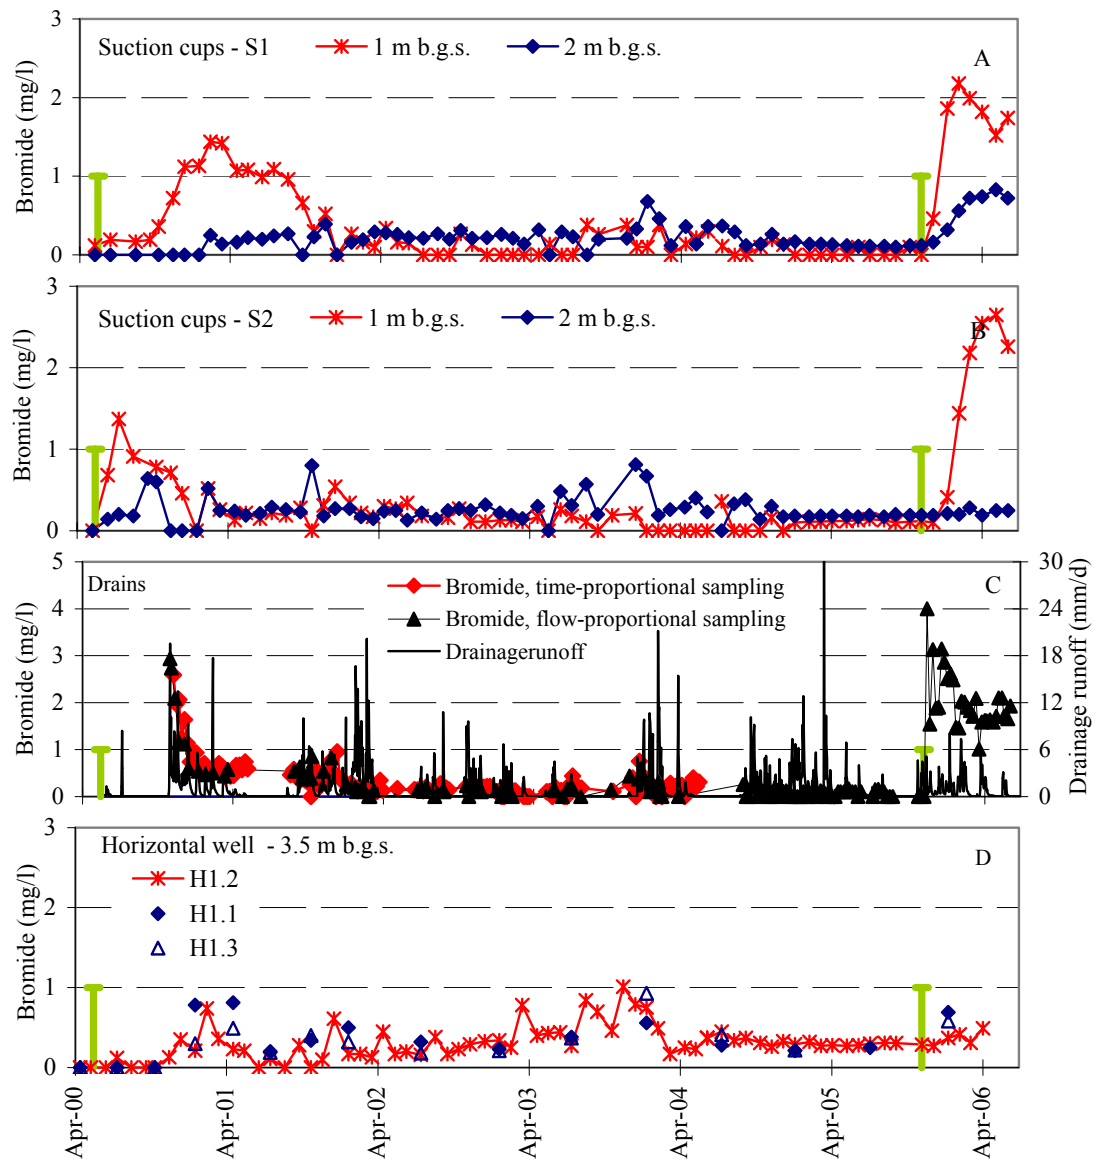 3
2
1
0
Bromide (mg/l)
Suction cups - S1
1 m b.g.s.
2 m b.g.s.
A
3
2
1
0
Bromide (mg/l)
Suction cups - S2
1 m b.g.s.
2 m b.g.s.
B
5
4
3
2
1
0
Bromide (mg/l)
Drains
Bromide, time-proportional sampling
Bromide, flow-proportional sampling
Drainagerunoff
C
30
24
18
12
6
0
Drainage runoff (mm/d)
3
2
1
0
Bromide (mg/l)
Horizontal well - 3.5 m b.g.s.
H1.2
H1.1
H1.3
D
Apr-00
Apr-01
Apr-02
Apr-03
Apr-04
Apr-05
Apr-06